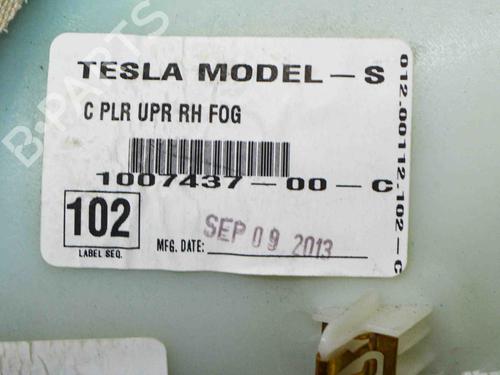 TESLA MODEL-S
C PLR UPR RH FOG
1007437-00-C
102
LABEL SEQ.
MFG. DATE: SEP 09 2013
012.00112.102-C
B-PARTS